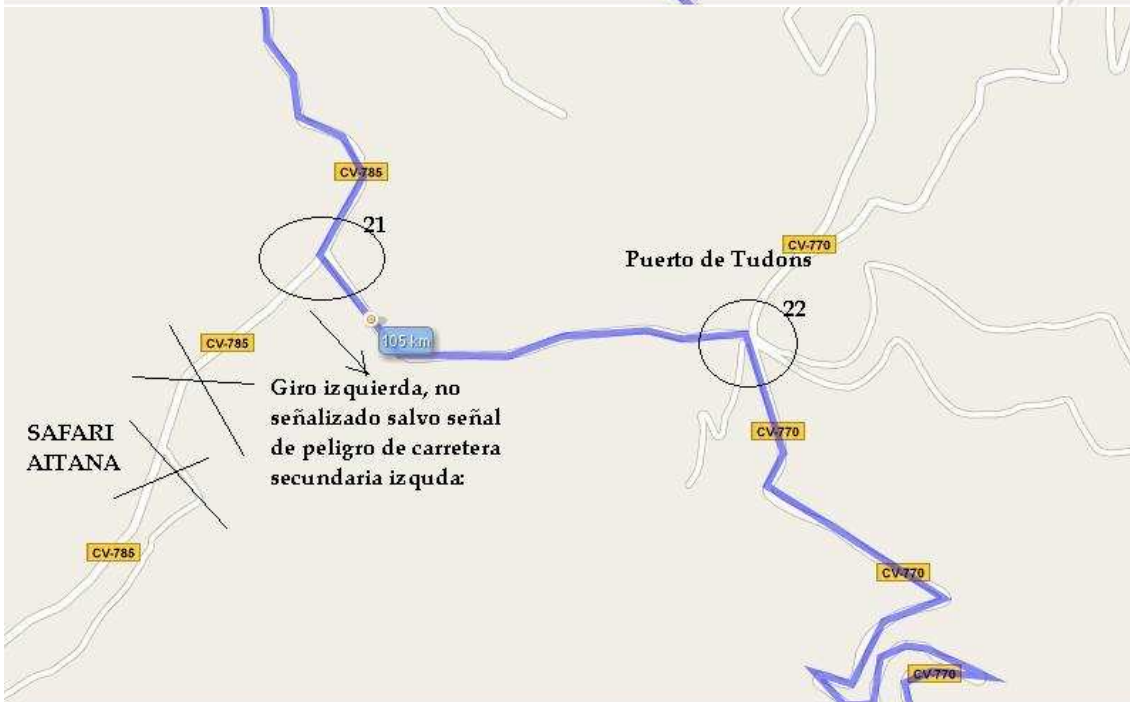 CV-785
21
CV-770
Puerto de Tudons
22
105 km
CV-785
Giro izquierda, no
señalizado salvo señal
de peligro de carretera
secundaria izquda:
SAFARI
AITANA
CV-770
CV-785
CV-770
CV-770